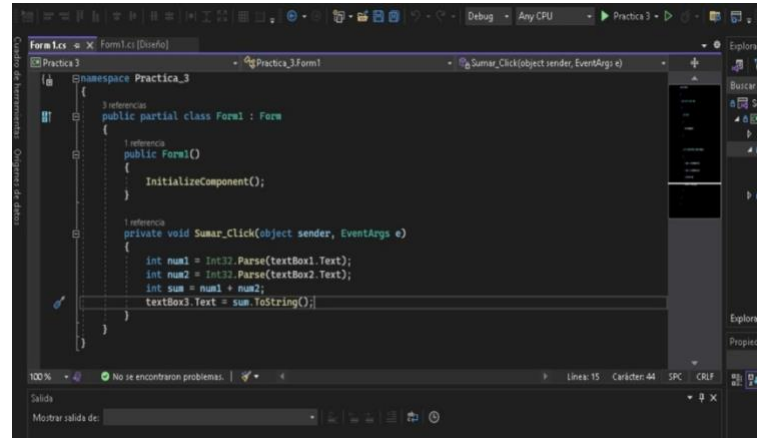 Debug
Any CPU
Practica 3
Form1.cs
Form1.cs [Diseño]
Explora
Practica 3
Practica_3.Form1
Sumar_Click(object sender, EventArgs e)
Cuadro de herramientas
Orígenes de datos
Buscar
namespace Practica_3
{
3 referencias
public partial class Form1 : Form
{
1 referencia
public Form1()
{
InitializeComponent();
}
1 referencia
private void Sumar_Click(object sender, EventArgs e)
{
int num1 = Int32.Parse(textBox1.Text);
int num2 = Int32.Parse(textBox2.Text);
int sum = num1 + num2;
textBox3.Text = sum.ToString();
}
}
}
Explora
Propied
100 %
No se encontraron problemas.
Línea: 15
Carácter: 44
SPC
CRLF
Salida
Mostrar salida de: